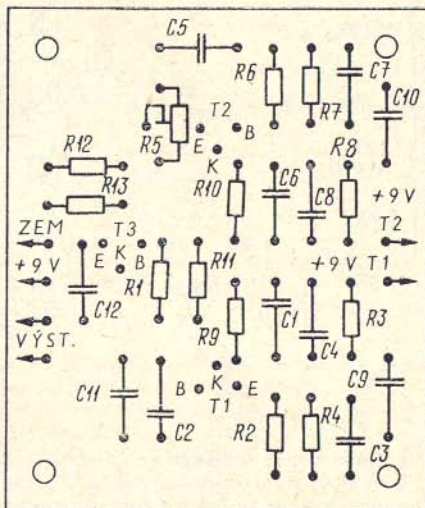 C5
R6
R7
C7
C10
R5
T2
E
B
K
R12
R13
R10
C6
C8
R8
+9 V
T2
ZEM
T3
E
K
B
+9 V
R1
R11
+9 V
T1
C12
R9
C1
C4
R3
VÝST.
C11
C2
K
B
E
T1
C9
R2
R4
C3